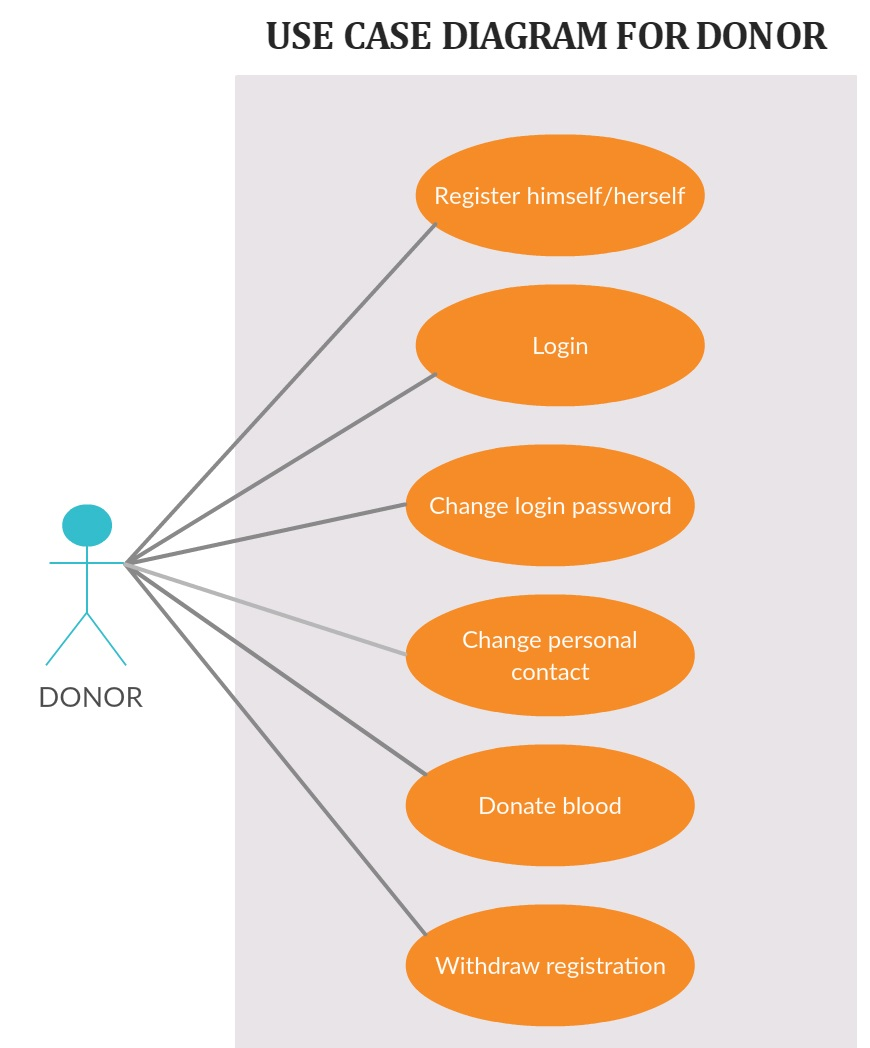 USE CASE DIAGRAM FOR DONOR
Register himself/herself
Login
Change login password
Change personal
contact
DONOR
Donate blood
Withdraw registration